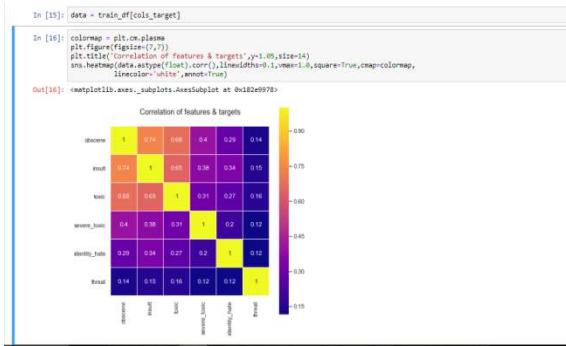 In [15]: data = train_df[cols_target]
In [16]: colormap = plt.cm.plasma
plt.figure(figsize=(7,7))
plt.title('Correlation of features & targets',y=1.05,size=14)
sns.heatmap(data.astype(float).corr(),linewidths=0.1,vmax=1.0,square=True,cmap=colormap,
linecolor='white',annot=True)
Out[16]: <matplotlib.axes._subplots.AxesSubplot at 0x182e9978>
Correlation of features & targets
obscene 1 0.74 0.68 0.4 0.29 0.14
insult 0.74 1 0.65 0.38 0.34 0.15
toxic 0.68 0.65 1 0.31 0.27 0.16
severe_toxic 0.4 0.38 0.31 1 0.2 0.12
identity_hate 0.29 0.34 0.27 0.2 1 0.12
threat 0.14 0.15 0.16 0.12 0.12 1
obscene insult toxic severe_toxic identity_hate threat
0.90
0.75
0.60
0.45
0.30
0.15